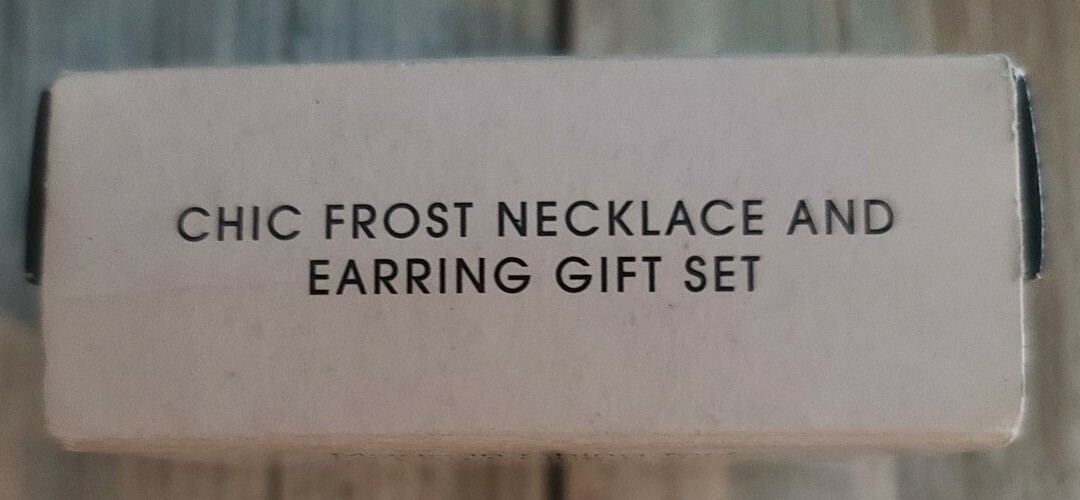 CHIC FROST NECKLACE AND
EARRING GIFT SET